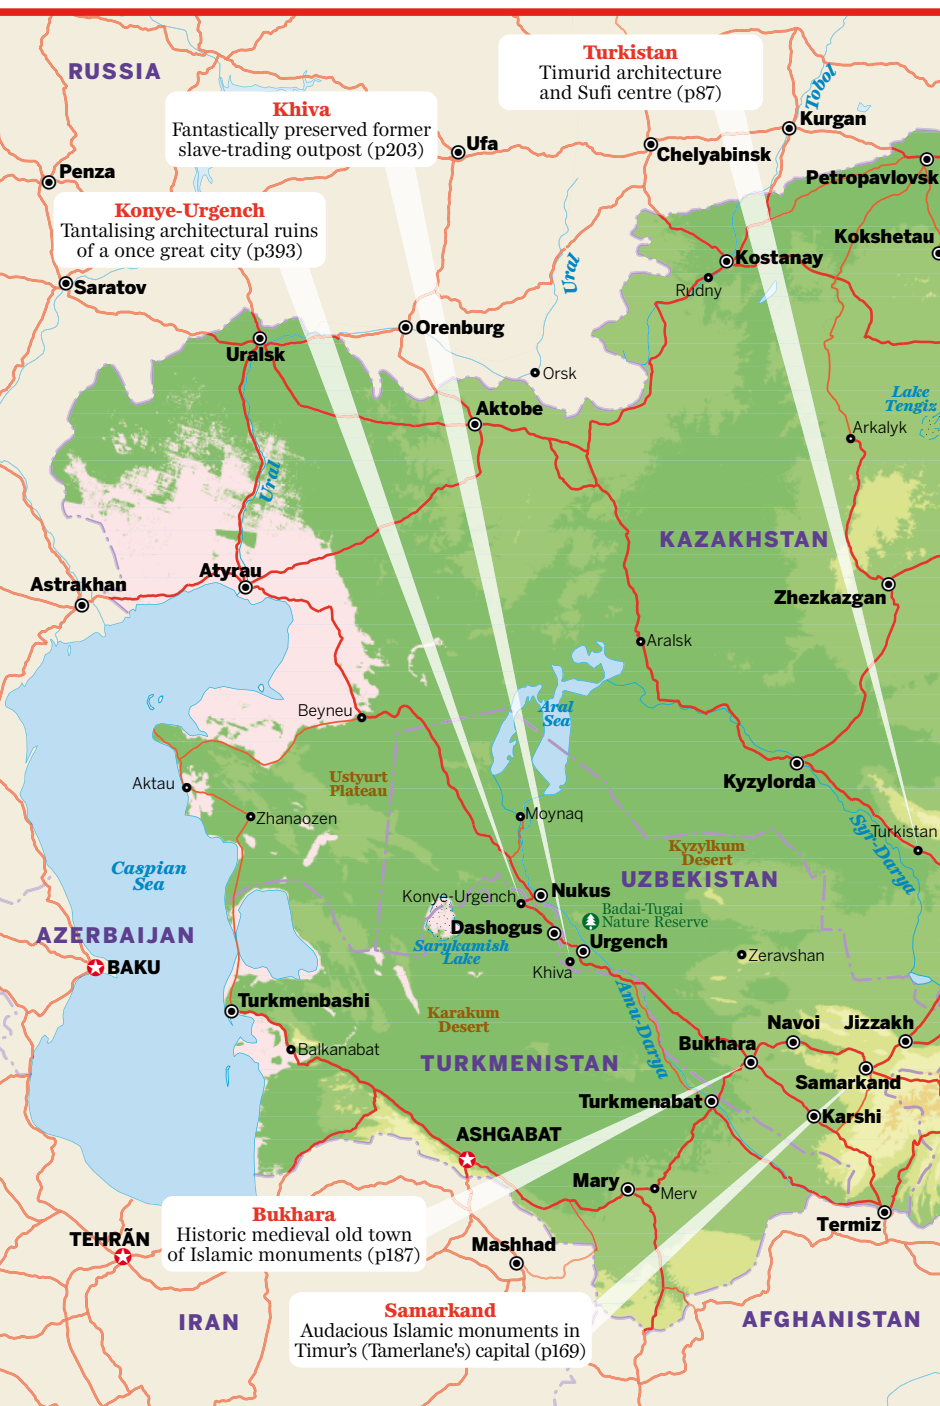 RUSSIA
Turkistan
Timurid architecture
and Sufi centre (p87)
Tobol
Khiva
Fantastically preserved former
slave-trading outpost (p203)
Kurgan
Ufa
Chelyabinsk
Penza
Petropavlovsk
Konye-Urgench
Tantalising architectural ruins
of a once great city (p393)
Kokshetau
Kostanay
Ural
Rudny
Saratov
Orenburg
Uralsk
Orsk
Aktobe
Lake
Tengiz
Arkalyk
Ural
KAZAKHSTAN
Atyrau
Astrakhan
Zhezkazgan
Aralsk
Beyneu
Aral
Sea
Kyzylorda
Ustyurt
Plateau
Aktau
Zhanaozen
Moynaq
Syr-Darya
Turkistan
Kyzylkum
Desert
Caspian
Sea
UZBEKISTAN
Konye-Urgench
Nukus
Badai-Tugai
Nature Reserve
Dashogus
AZERBAIJAN
Sarykamish
Lake
Urgench
BAKU
Khiva
Zeravshan
Turkmenbashi
Amu-Darya
Karakum
Desert
Navoi
Jizzakh
Bukhara
Balkanabat
TURKMENISTAN
Samarkand
Turkmenabat
Karshi
ASHGABAT
Mary
Merv
Bukhara
Historic medieval old town
of Islamic monuments (p187)
Termiz
TEHRÃN
Mashhad
Samarkand
Audacious Islamic monuments in
Timur's (Tamerlane's) capital (p169)
IRAN
AFGHANISTAN